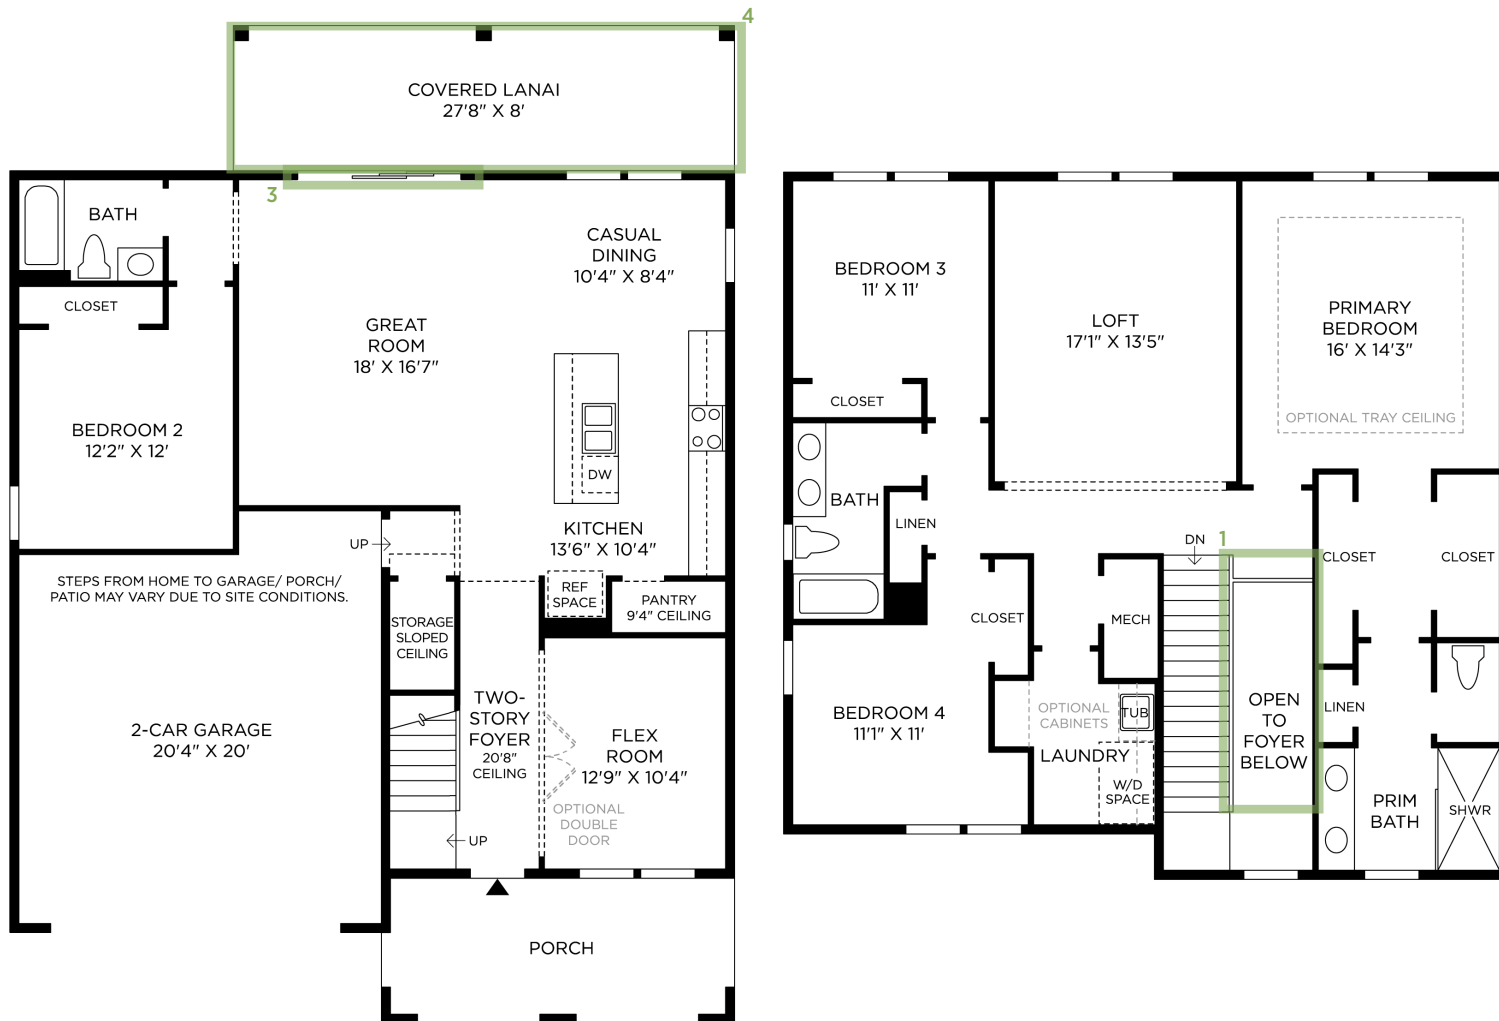 4
COVERED LANAI
27'8" X 8'
3
BATH
CLOSET
CASUAL
DINING
10'4" X 8'4"
GREAT
ROOM
18' X 16'7"
BEDROOM 2
12'2" X 12'
DW
KITCHEN
13'6" X 10'4"
UP
STEPS FROM HOME TO GARAGE/ PORCH/
PATIO MAY VARY DUE TO SITE CONDITIONS.
REF
SPACE
PANTRY
9'4" CEILING
STORAGE
SLOPED
CEILING
2-CAR GARAGE
20'4" X 20'
TWO-
STORY
FOYER
20'8"
CEILING
FLEX
ROOM
12'9" X 10'4"
OPTIONAL
DOUBLE
DOOR
UP
PORCH
BEDROOM 3
11' X 11'
CLOSET
LOFT
17'1" X 13'5"
PRIMARY
BEDROOM
16' X 14'3"
OPTIONAL TRAY CEILING
BATH
LINEN
DN
1
CLOSET
CLOSET
CLOSET
MECH
OPEN
TO
FOYER
BELOW
LINEN
BEDROOM 4
11'1" X 11'
OPTIONAL
CABINETS
TUB
LAUNDRY
W/D
SPACE
PRIM
BATH
SHWR